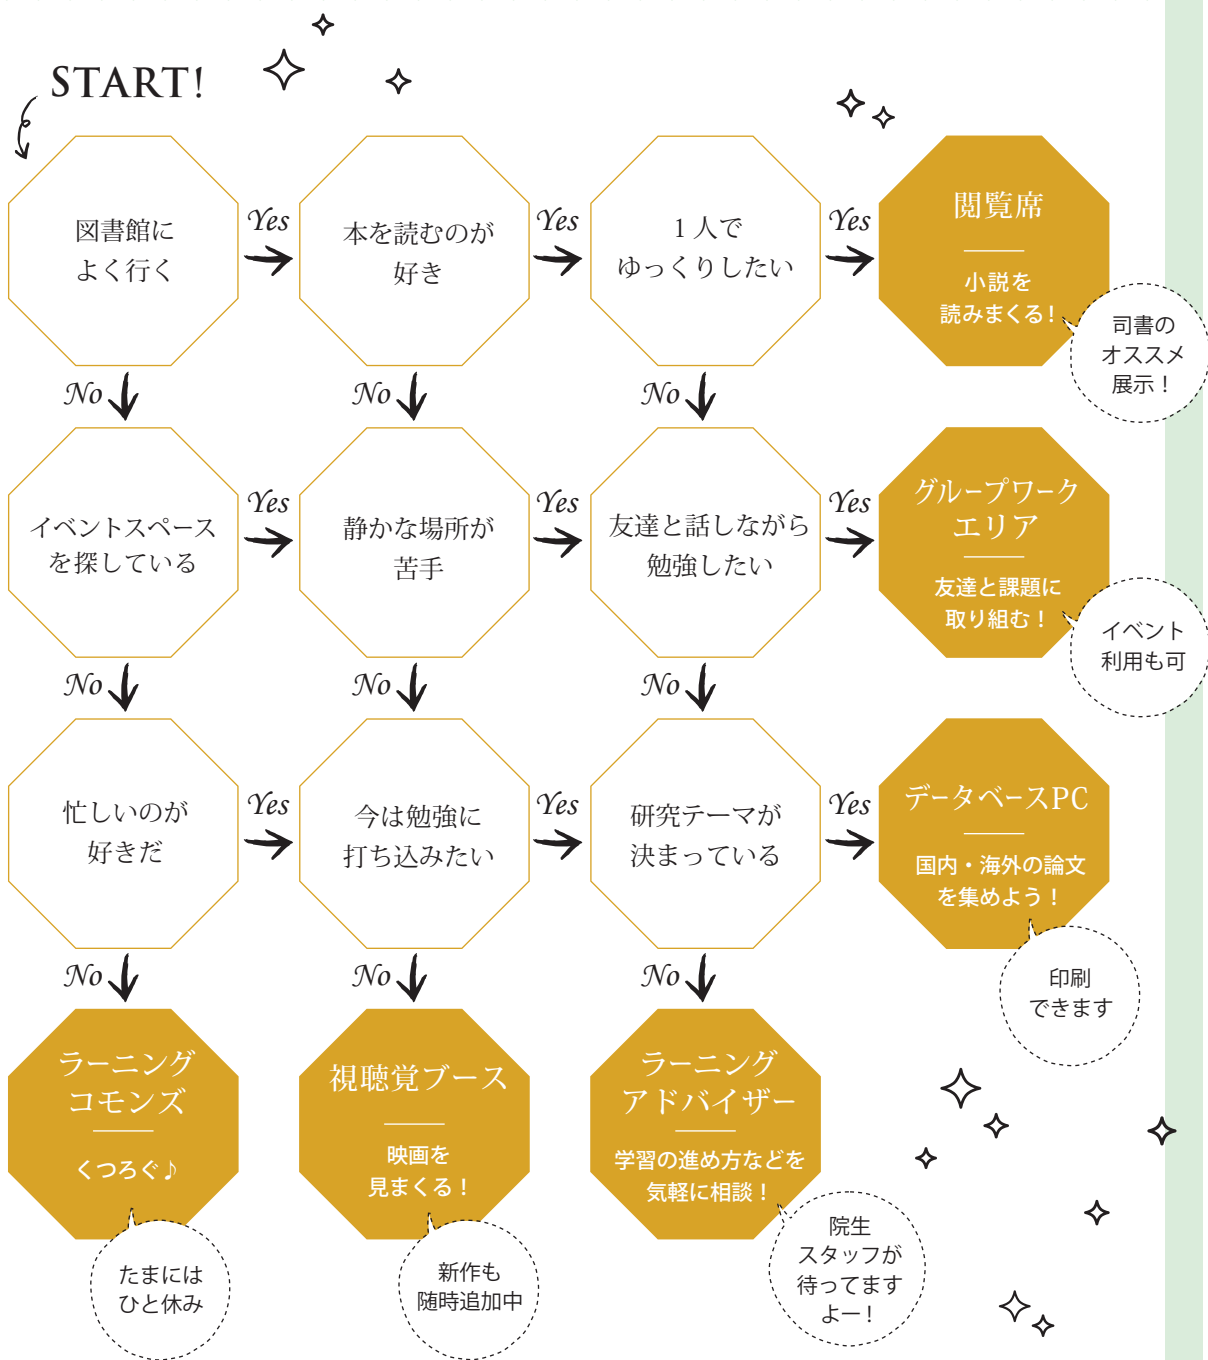 START!
図書館に
よく行く
Yes
本を読むのが
好き
Yes
1人で
ゆっくりしたい
Yes
閲覧席
小説を
読みまくる！
司書の
オススメ
展示！
No
No
No
イベントスペース
を探している
Yes
静かな場所が
苦手
Yes
友達と話しながら
勉強したい
Yes
グループワーク
エリア
友達と課題に
取り組む！
イベント
利用も可
No
No
No
忙しいのが
好きだ
Yes
今は勉強に
打ち込みたい
Yes
研究テーマが
決まっている
Yes
データベースPC
国内・海外の論文
を集めよう！
印刷
できます
No
No
No
ラーニング
コモンズ
くつろぐ♪
たまには
ひと休み
視聴覚ブース
映画を
見まくる！
新作も
随時追加中
ラーニング
アドバイザー
学習の進め方などを
気軽に相談！
院生
スタッフが
待ってます
よー！